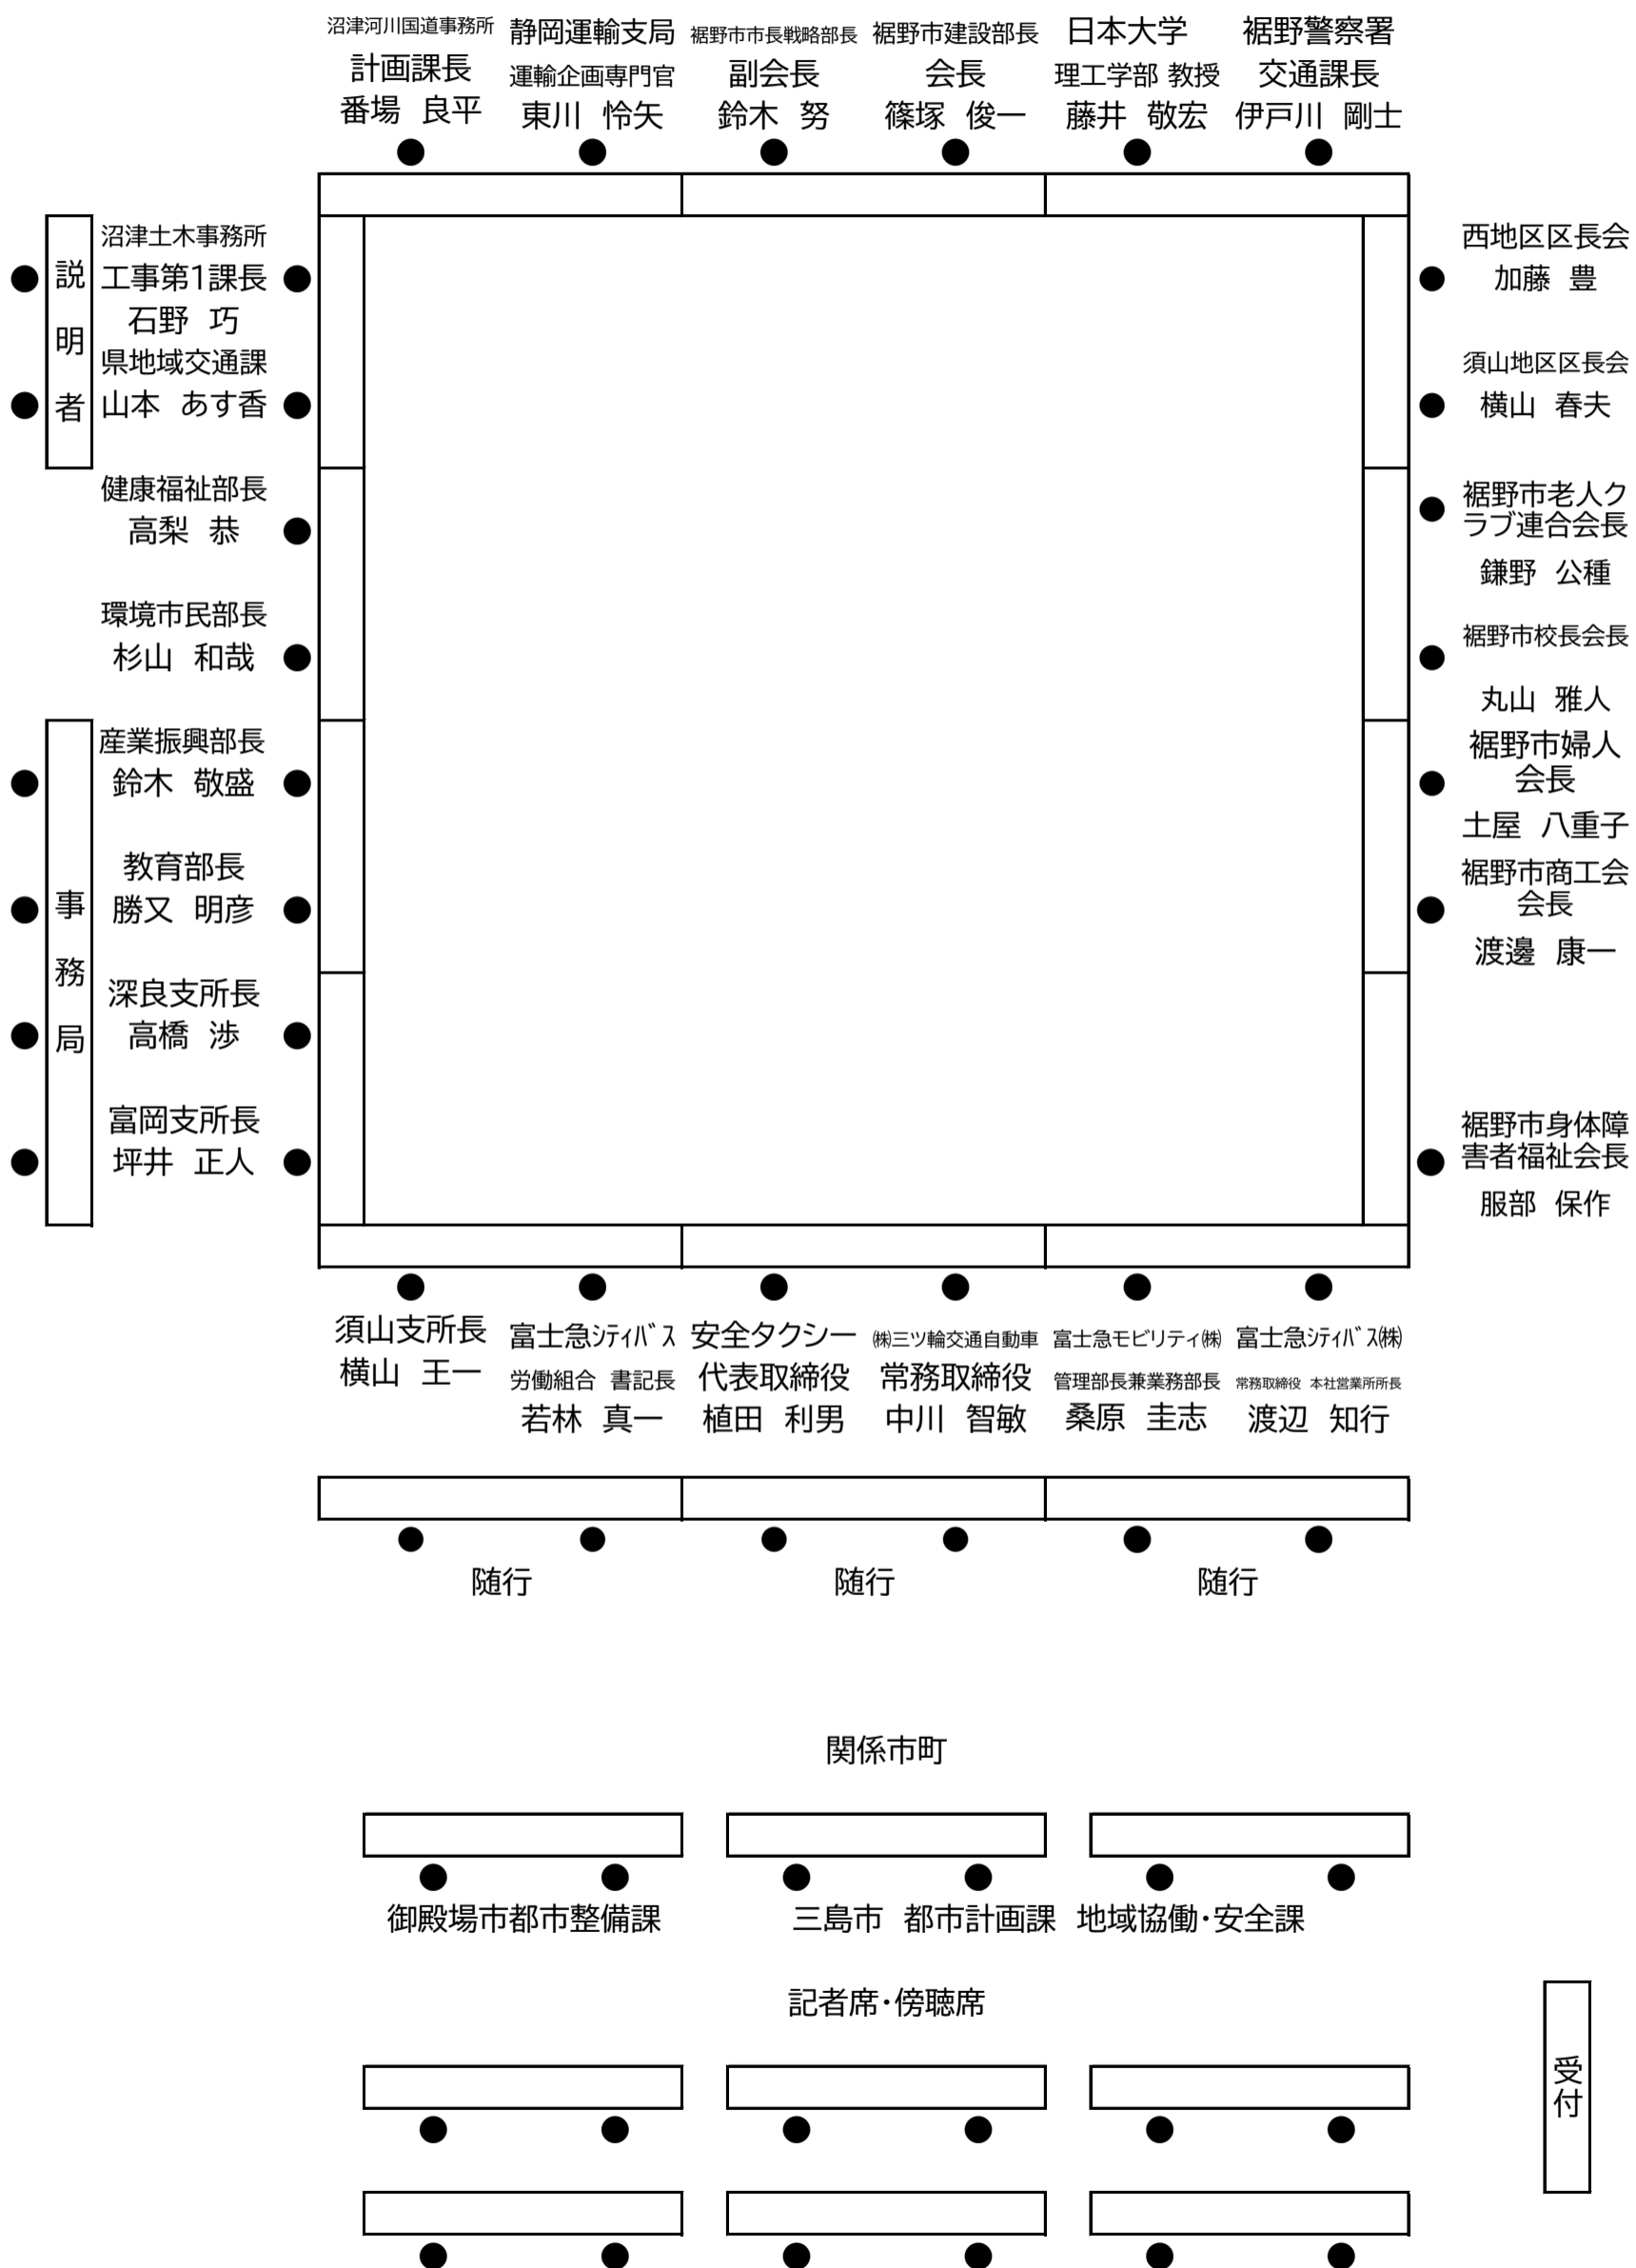 沼津河川国道事務所
計画課長
番場 良平
静岡運輸支局
運輸企画専門官
東川 怜矢
裾野市市長戦略部長
副会長
鈴木 努
裾野市建設部長
会長
篠塚 俊一
日本大学
理工学部 教授
藤井 敬宏
裾野警察署
交通課長
伊戸川 剛士
説明者
沼津土木事務所
工事第1課長
石野 巧
県地域交通課
山本 あす香
健康福祉部長
高梨 恭
環境市民部長
杉山 和哉
事務局
産業振興部長
鈴木 敬盛
教育部長
勝又 明彦
深良支所長
高橋 渉
富岡支所長
坪井 正人
西地区区長会
加藤 豊
須山地区区長会
横山 春夫
裾野市老人ク
ラブ連合会長
鎌野 公種
裾野市校長会長
丸山 雅人
裾野市婦人
会長
土屋 八重子
裾野市商工会
会長
渡邊 康一
裾野市身体障
害者福祉会長
服部 保作
須山支所長
横山 王一
富士急ｼﾃｨﾊﾞｽ
労働組合 書記長
若林 真一
安全タクシー
代表取締役
植田 利男
㈱三ツ輪交通自動車
常務取締役
中川 智敏
富士急モビリティ㈱
管理部長兼業務部長
桑原 圭志
富士急ｼﾃｨﾊﾞｽ㈱
常務取締役 本社営業所所長
渡辺 知行
随行
随行
随行
関係市町
御殿場市都市整備課
三島市 都市計画課 地域協働・安全課
記者席・傍聴席
受付